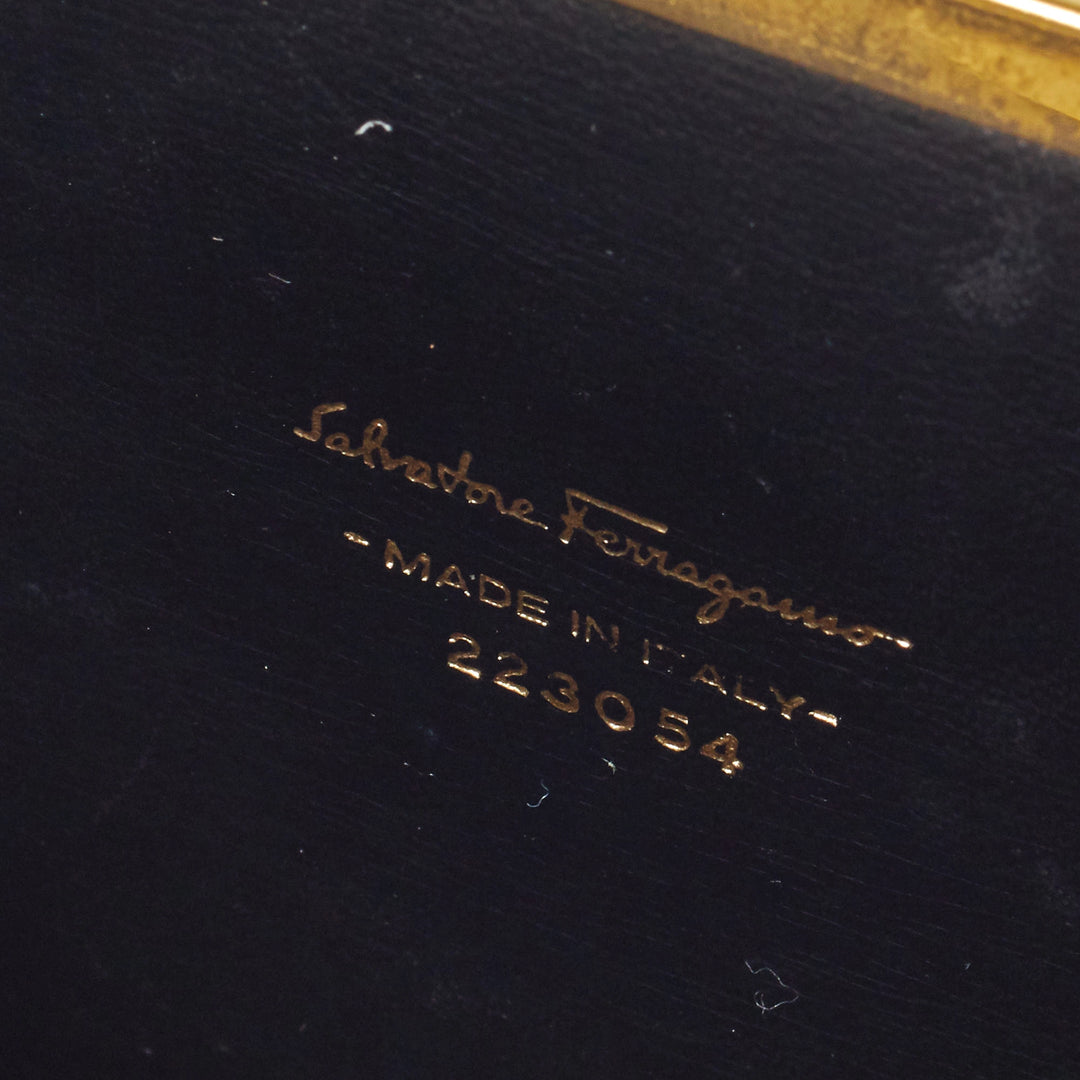 Salvatore Ferragamo
-MADE IN ITALY-
223054